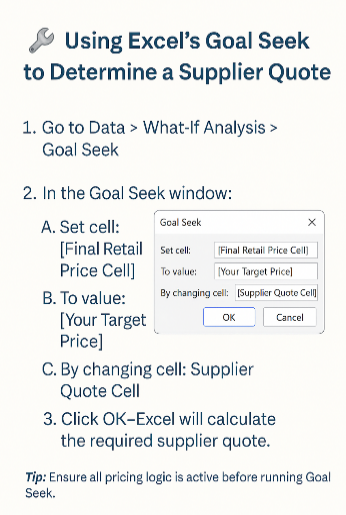 Using Excel's Goal Seek
to Determine a Supplier Quote
1. Go to Data > What-If Analysis >
Goal Seek
2. In the Goal Seek window:
A. Set cell:
[Final Retail
Price Cell]
B. To value:
[Your Target
Price]
Goal Seek
Set cell: [Final Retail Price Cell]
To value: [Your Target Price]
By changing cell: [Supplier Quote Cell]
OK Cancel
C. By changing cell: Supplier
Quote Cell
3. Click OK–Excel will calculate
the required supplier quote.
Tip: Ensure all pricing logic is active before running Goal
Seek.